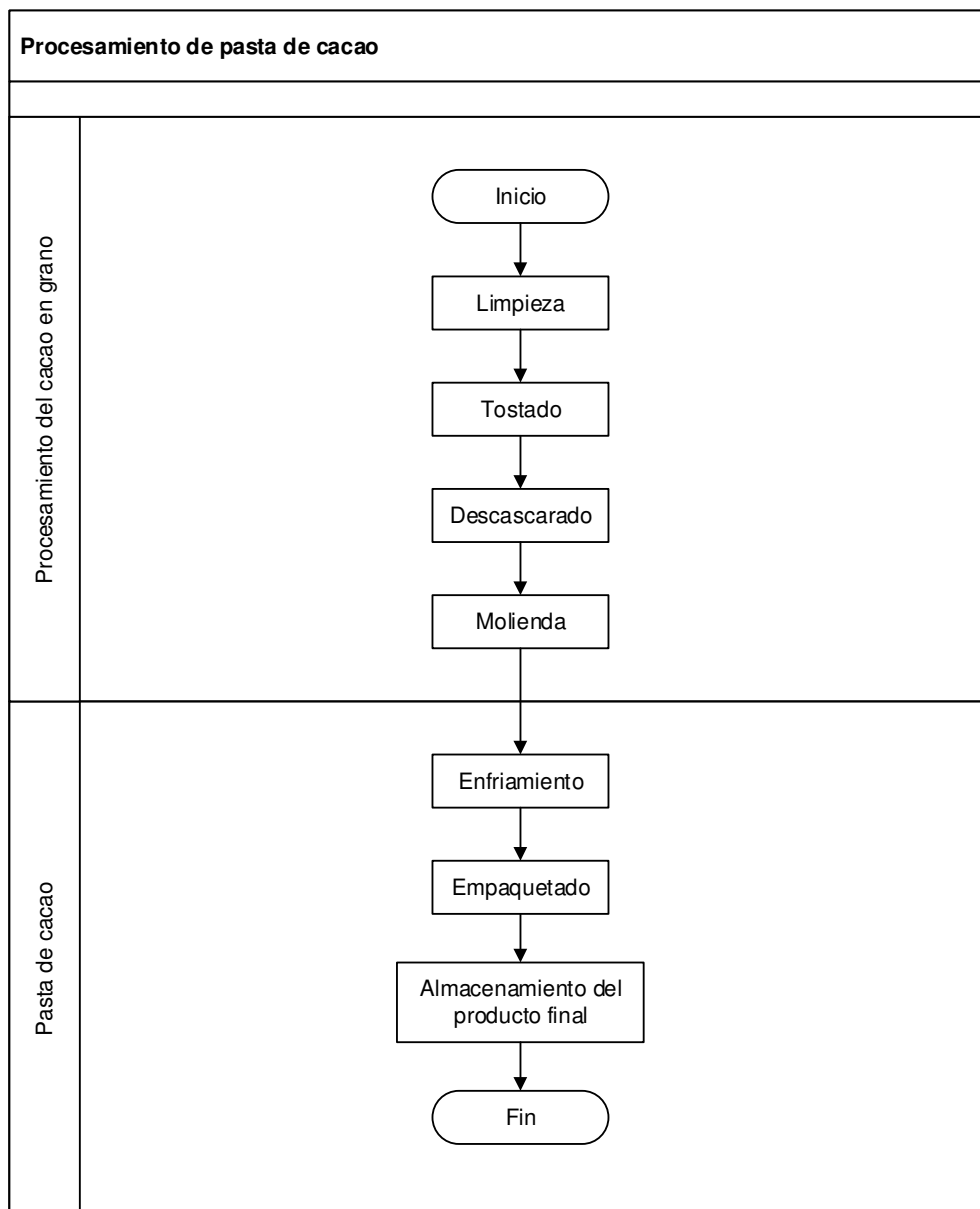 Procesamiento de pasta de cacao
Procesamiento del cacao en grano
Inicio
Limpieza
Tostado
Descascarado
Molienda
Pasta de cacao
Enfriamiento
Empaquetado
Almacenamiento del
producto final
Fin